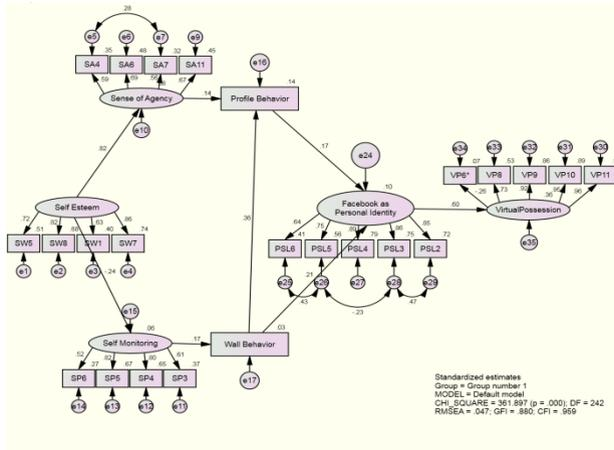 .28
e5 e6 e7 e9
.35 .48 .32 .45
SA4 SA6 SA7 SA11
.59 .69 .56 .67
Sense of Agency
e10
.14
e16
.14
Profile Behavior
.82
.17
e24
.10
Facebook as
Personal Identity
.60
e34 e33 e32 e31 e30
.07 .53 .86 .89
VP6* VP8 VP9 VP10 VP11
-.26 .73 .96 .96
VirtualPossession
e35
Self Esteem
.72 .82 .63 .86
.51 .68 .40 .74
SW5 SW8 SW1 SW7
e1 e2 e3 e4
-.24
.36
.64 .75 .86 .85
.41 .56 .79 .75 .72
PSL6 PSL5 PSL4 PSL3 PSL2
.21
e25 e26 e27 e28 e29
.43 -.23 .47
e15
.06
Self Monitoring
.17
.03
Wall Behavior
e17
.52 .82 .80 .61
.27 .67 .65 .37
SP6 SP5 SP4 SP3
e14 e13 e12 e11
Standardized estimates
Group = Group number 1
MODEL = Default model
CHI_SQUARE = 361.897 (p = .000); DF = 242
RMSEA = .047; GFI = .880; CFI = .959